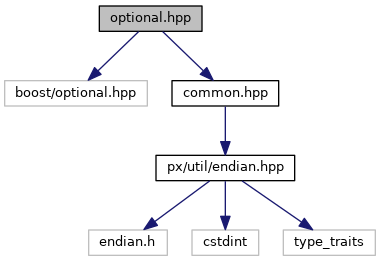 optional.hpp
boost/optional.hpp
common.hpp
px/util/endian.hpp
endian.h
cstdint
type_traits